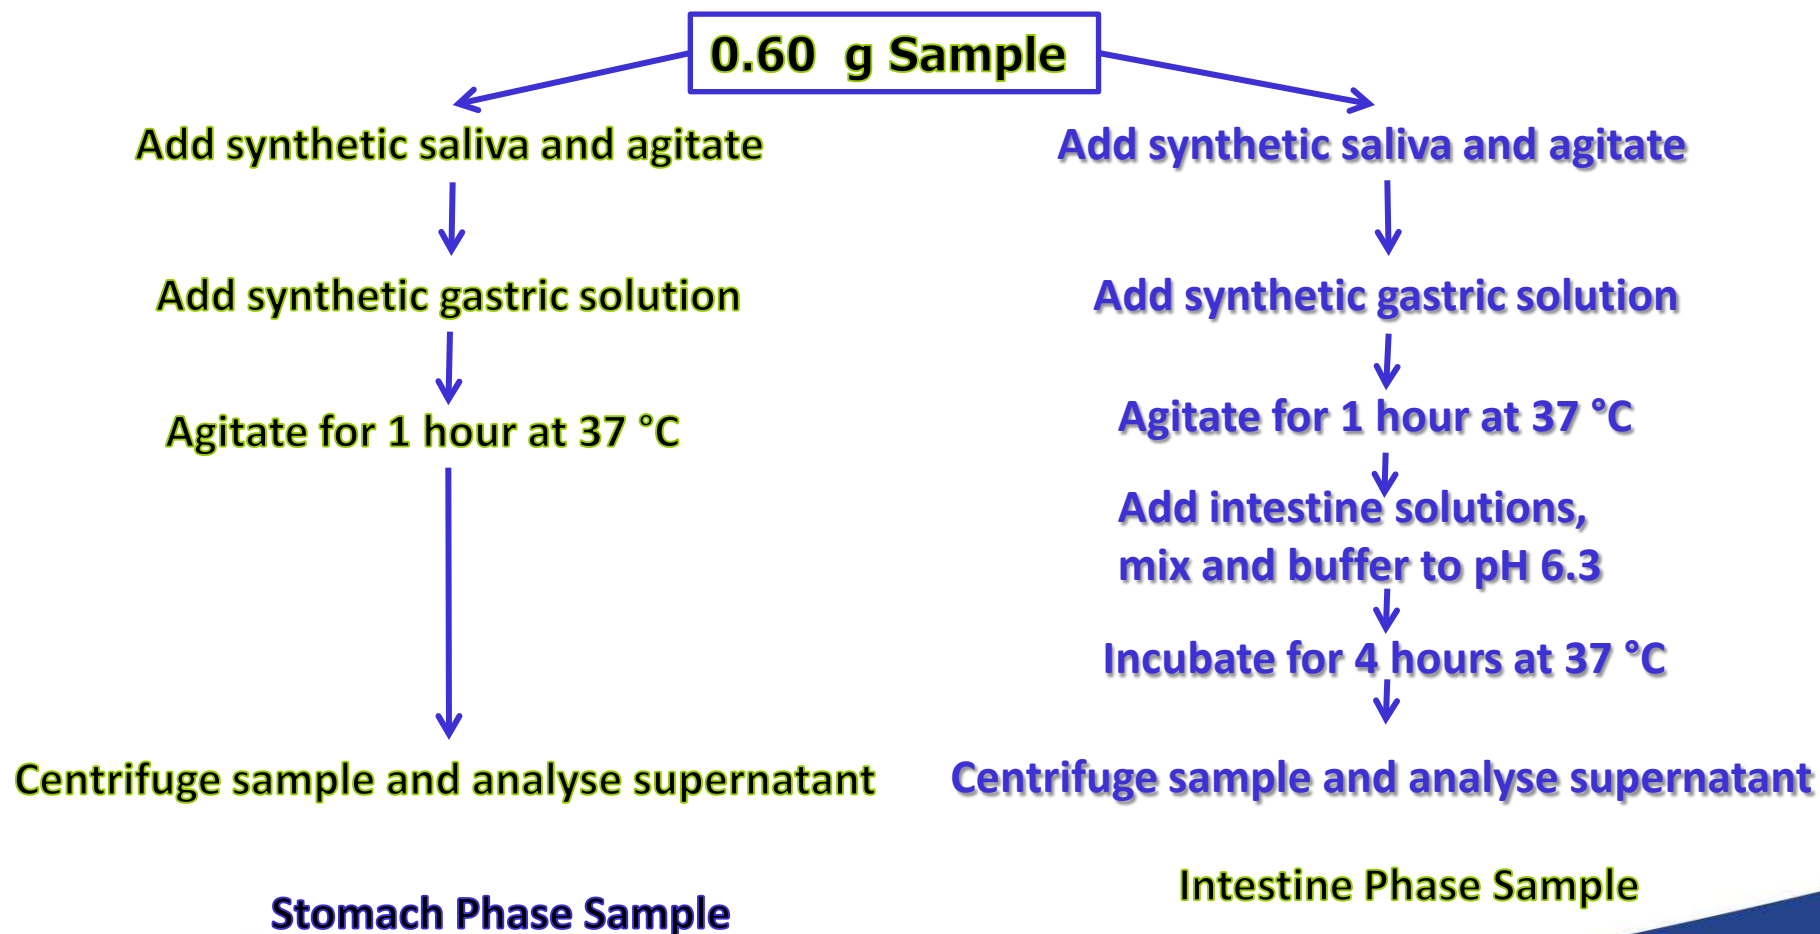 0.60 g Sample
Add synthetic saliva and agitate
Add synthetic gastric solution
Agitate for 1 hour at 37 °C
Centrifuge sample and analyse supernatant
Stomach Phase Sample
Add synthetic saliva and agitate
Add synthetic gastric solution
Agitate for 1 hour at 37 °C
Add intestine solutions,
mix and buffer to pH 6.3
Incubate for 4 hours at 37 °C
Centrifuge sample and analyse supernatant
Intestine Phase Sample